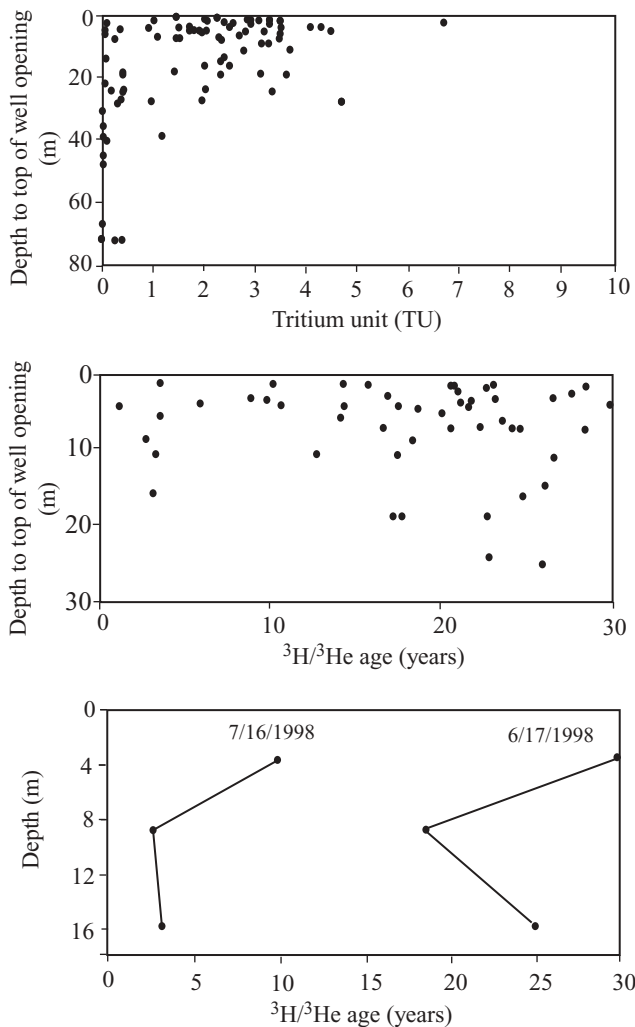 Depth to top of well opening
(m)
0
20
40
60
80
0 1 2 3 4 5 6 7 8 9 10
Tritium unit (TU)
Depth to top of well opening
(m)
0
10
20
30
0 10 20 30
³H/³He age (years)
Depth (m)
0
4
8
12
16
7/16/1998 6/17/1998
0 5 10 15 20 25 30
³H/³He age (years)